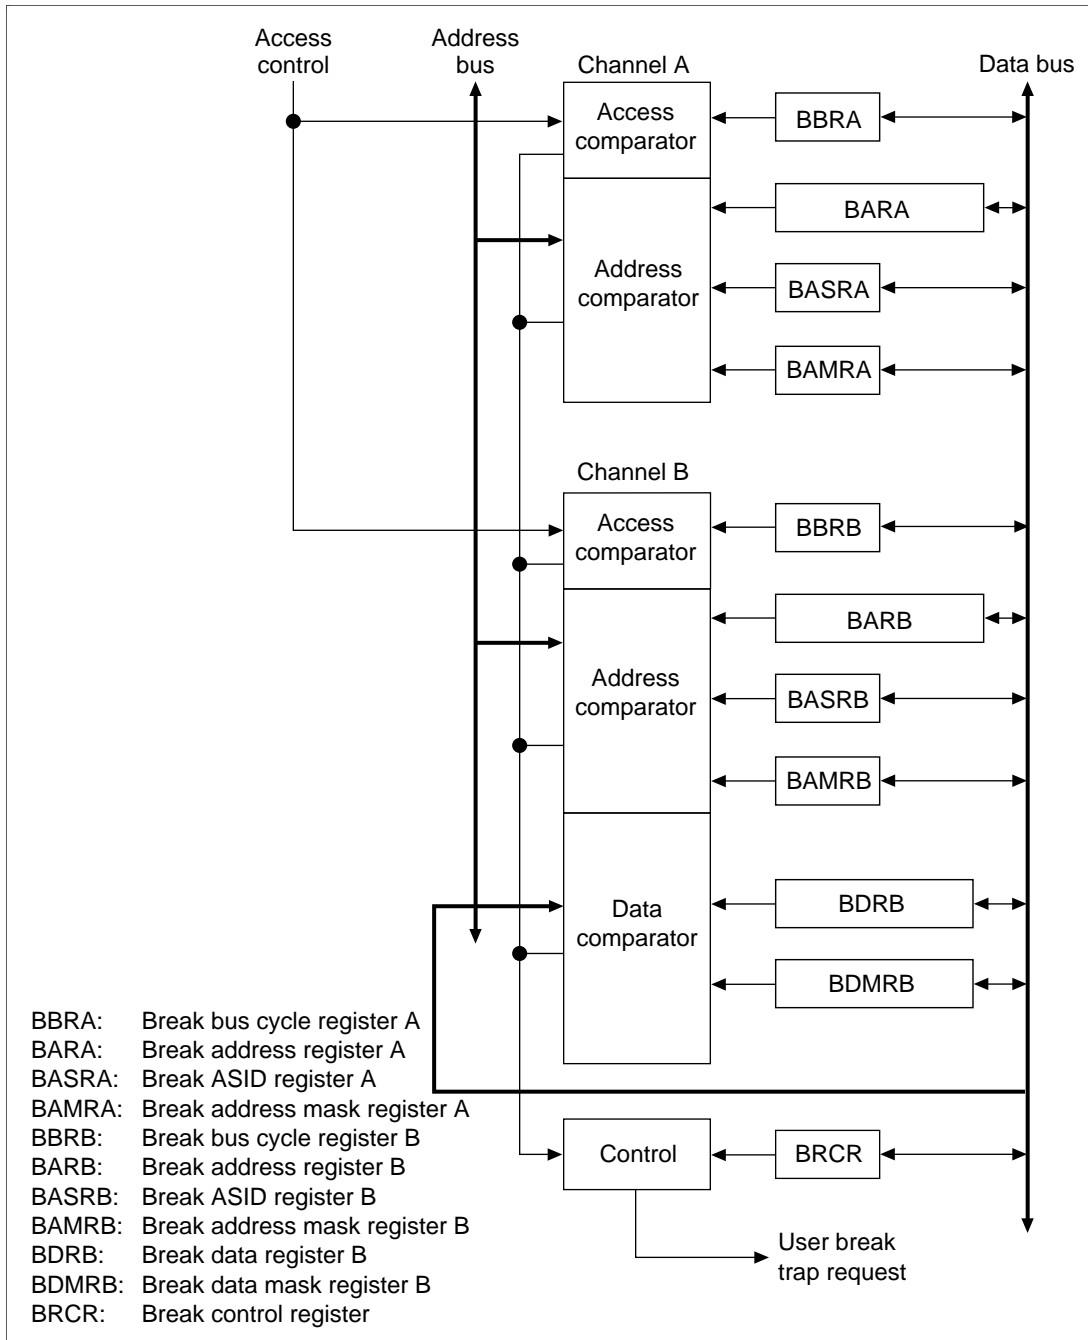 Access
control
Address
bus
Channel A
Data bus
Access
comparator
BBRA
BARA
Address
comparator
BASRA
BAMRA
Channel B
Access
comparator
BBRB
BARB
Address
comparator
BASRB
BAMRB
Data
comparator
BDRB
BDMRB
Control
BRCR
User break
trap request
BBRA: Break bus cycle register A
BARA: Break address register A
BASRA: Break ASID register A
BAMRA: Break address mask register A
BBRB: Break bus cycle register B
BARB: Break address register B
BASRB: Break ASID register B
BAMRB: Break address mask register B
BDRB: Break data register B
BDMRB: Break data mask register B
BRCR: Break control register